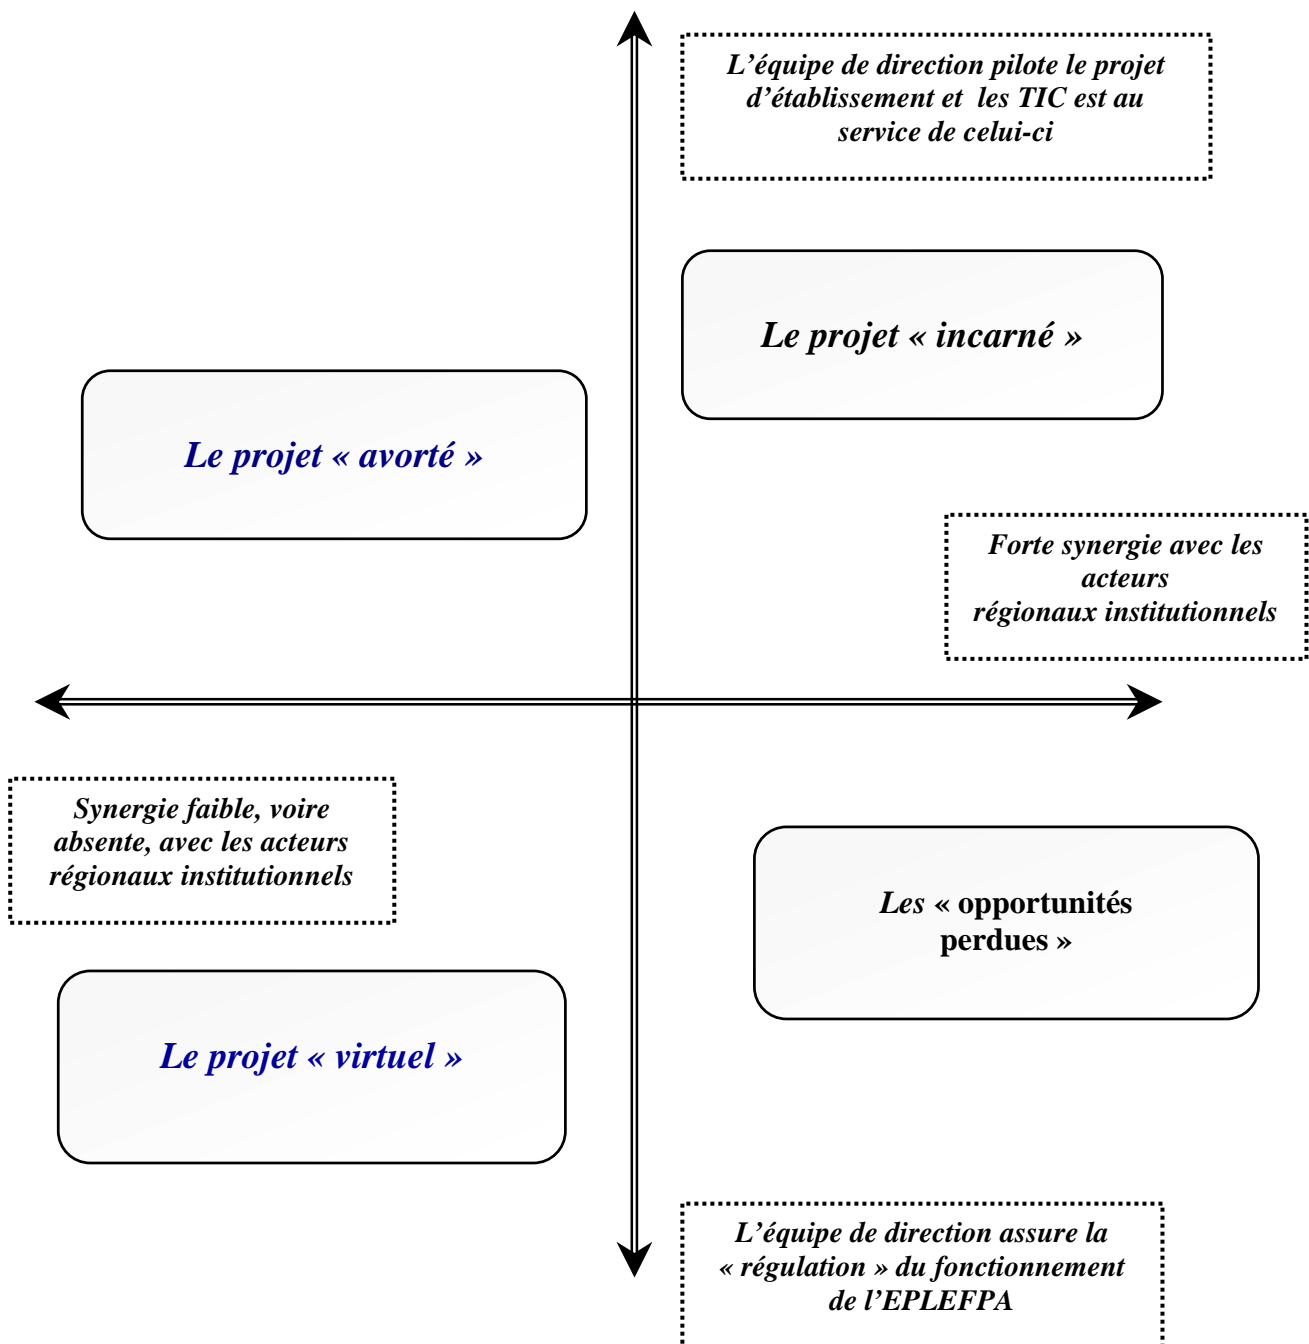 L’équipe de direction pilote le projet
d’établissement et les TIC est au
service de celui-ci
Le projet « incarné »
Le projet « avorté »
Forte synergie avec les
acteurs
régionaux institutionnels
Synergie faible, voire
absente, avec les acteurs
régionaux institutionnels
Les « opportunités
perdues »
Le projet « virtuel »
L’équipe de direction assure la
« régulation » du fonctionnement
de l’EPLEFPA